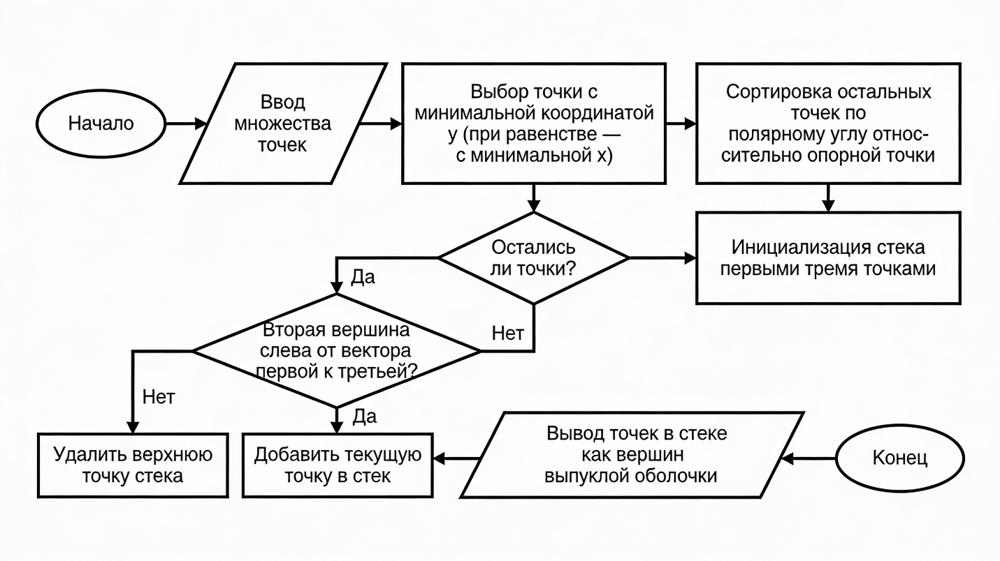 Начало
Ввод
множества
точек
Выбор точки с
минимальной координатой
y (при равенстве —
с минимальной x)
Сортировка остальных
точек по
полярному углу относ-
сительно опорной точки
Остались
ли точки?
Инициализация стека
первыми тремя точками
Да
Вторая вершина
слева от вектора
первой к третьей?
Нет
Нет
Да
Удалить верхнюю
точку стека
Добавить текущую
точку в стек
Вывод точек в стеке
как вершин
выпуклой оболочки
Конец